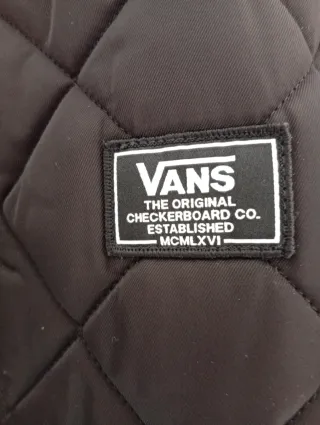 VANS
THE ORIGINAL
CHECKERBOARD CO.
ESTABLISHED
MCMLXVI